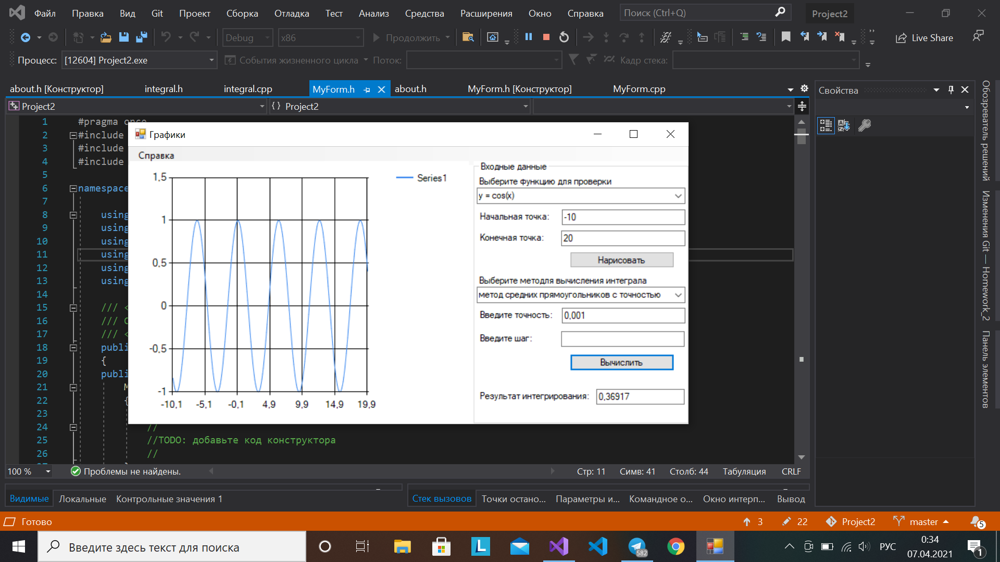 Файл Правка Вид Git Проект Сборка Отладка Тест Анализ Средства Расширения Окно Справка Поиск (Ctrl+Q) Project2
Debug x86 Продолжить Live Share
Процесс: [12604] Project2.exe События жизненного цикла Поток: Кадр стека:
about.h [Конструктор] integral.h integral.cpp MyForm.h about.h MyForm.h [Конструктор] MyForm.cpp
Project2 Project2
1 #pragma once
2 #include
3 #include
4 #include
5
6 namespace
7
8 using
9 using
10 using
11 using
12 using
13 using
14
15 /// <
16 ///
17 /// <
18 publi
19 {
20 publi
21 M
22 {
23
24 //
25 //TODO: добавьте код конструктора
26 //
Графики
Справка
1,5
1
0,5
0
-0,5
-1
-10,1 -5,1 -0,1 4,9 9,9 14,9 19,9
Series1
Входные данные
Выберите функцию для проверки
y = cos(x)
Начальная точка: -10
Конечная точка: 20
Нарисовать
Выберите методля вычисления интеграла
метод средних прямоугольников с точностью
Введите точность: 0,001
Введите шаг:
Вычислить
Результат интегрирования: 0,36917
Свойства
Обозреватель решений
Изменения Git — Homework_2
Панель элементов
100 % Проблемы не найдены. Стр: 11 Симв: 41 Столб: 44 Табуляция CRLF
Видимые Локальные Контрольные значения 1
Стек вызовов Точки остано... Параметры и... Командное о... Окно интерп... Вывод
Готово 3 22 Project2 master 5
Введите здесь текст для поиска
L
582
РУС
0:34
07.04.2021
1